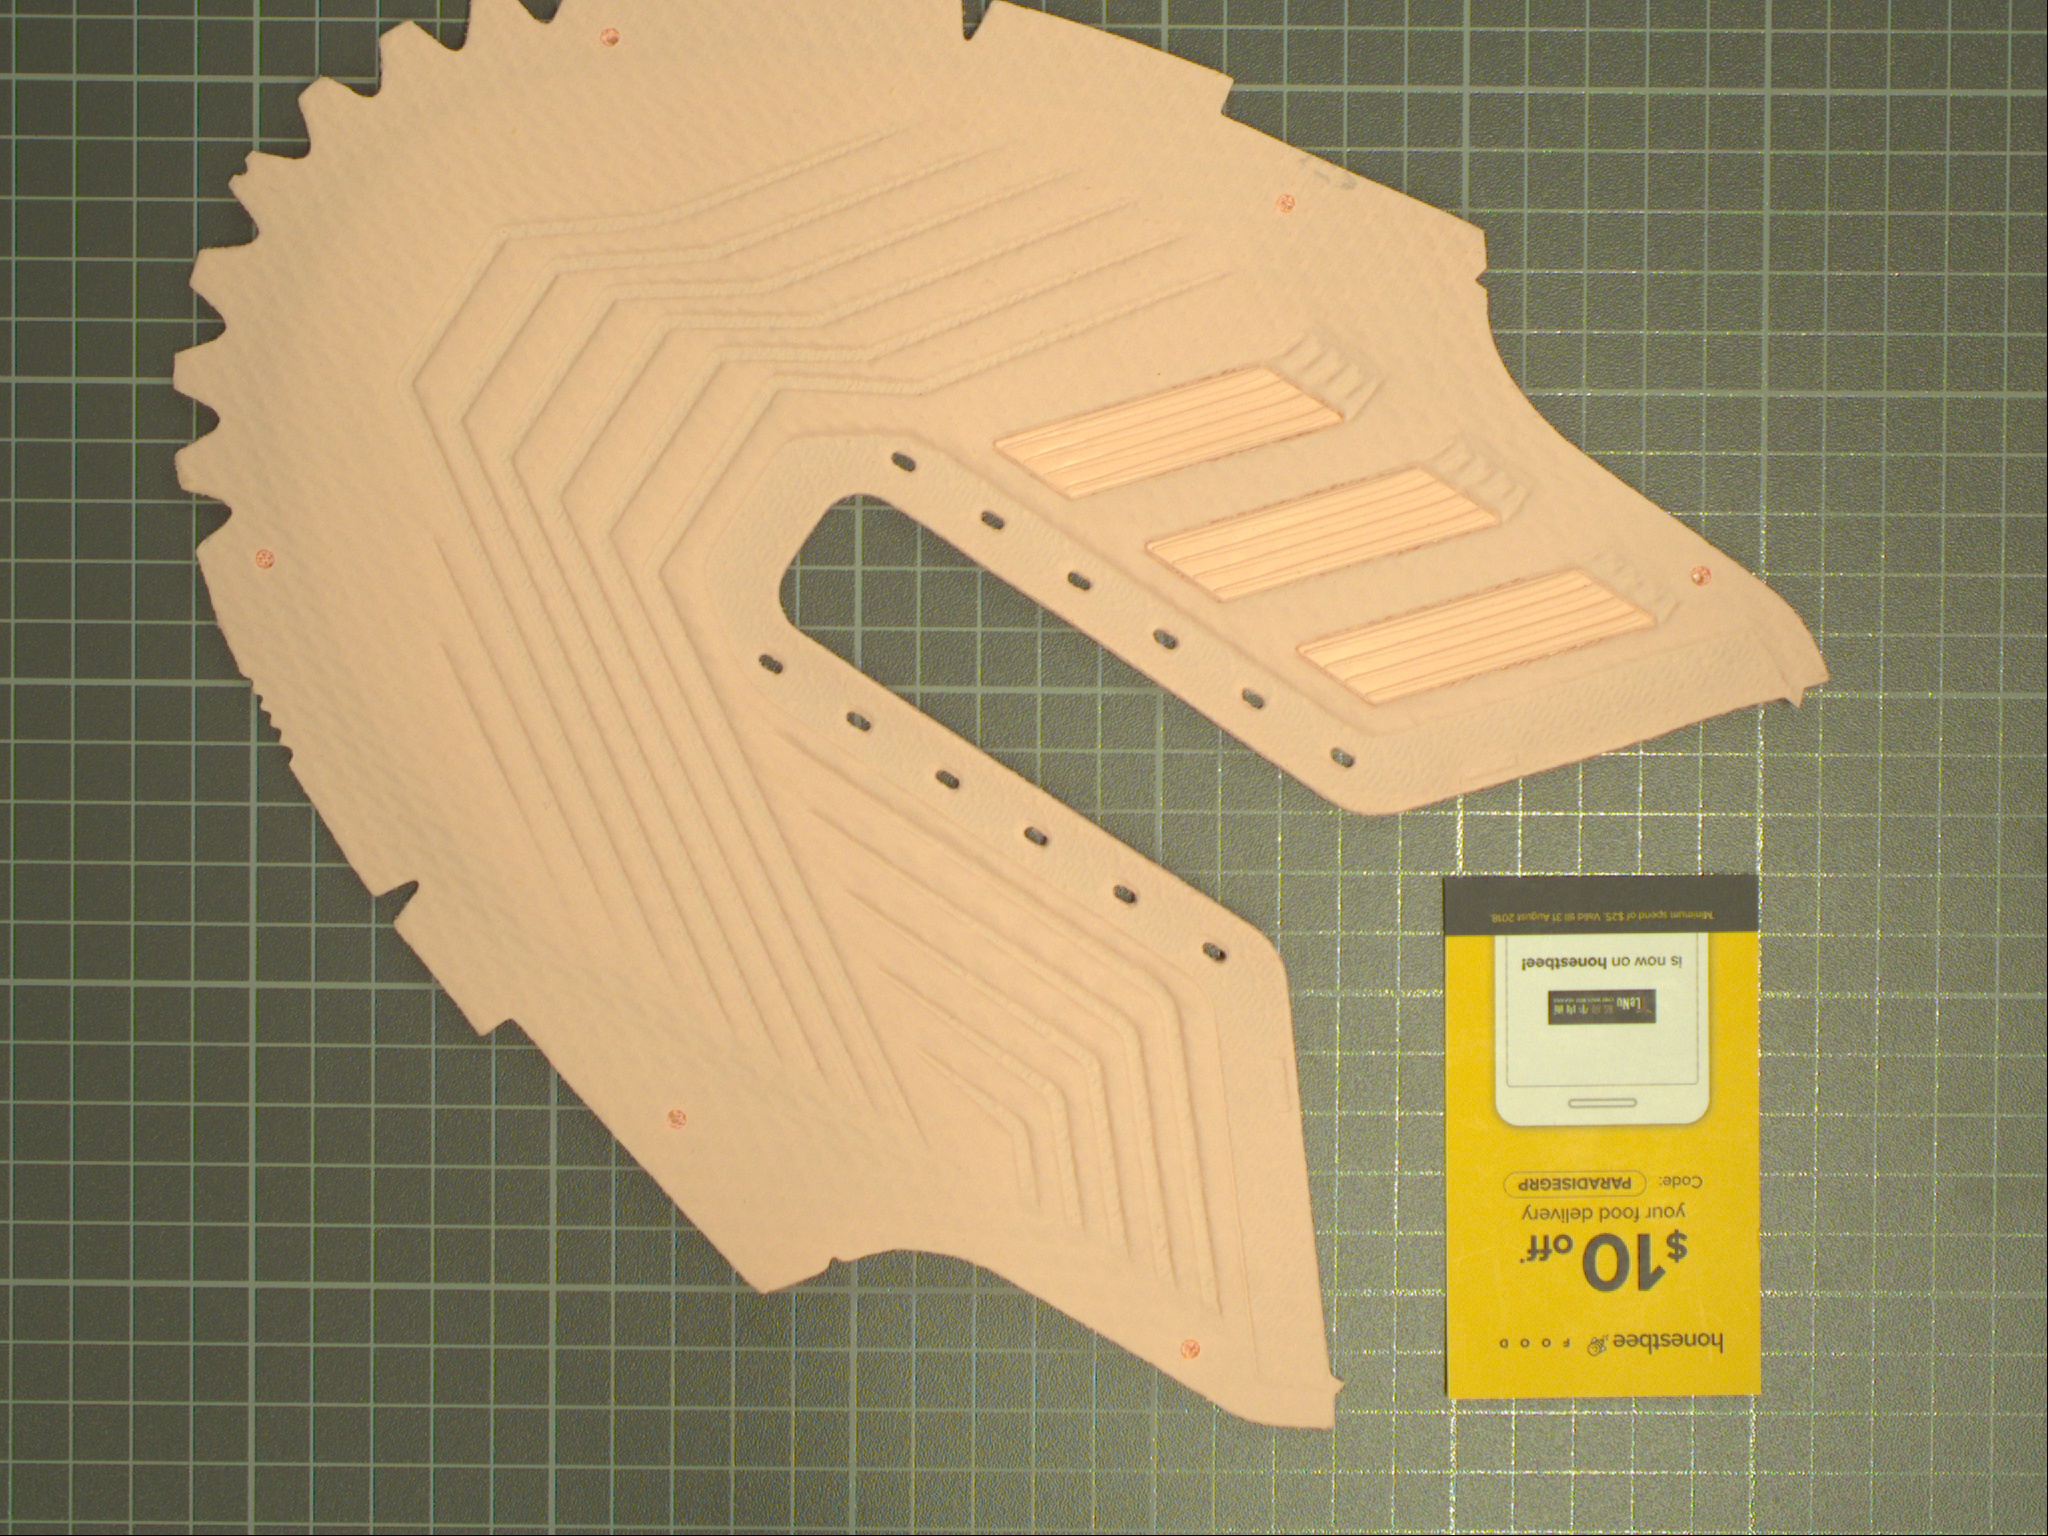 honestbee FOOD
$10 off*
your food delivery
Code: PARADISEGRP
LeNu
is now on honestbee!
Minimum spend of $25. Valid till 31 August 2018.